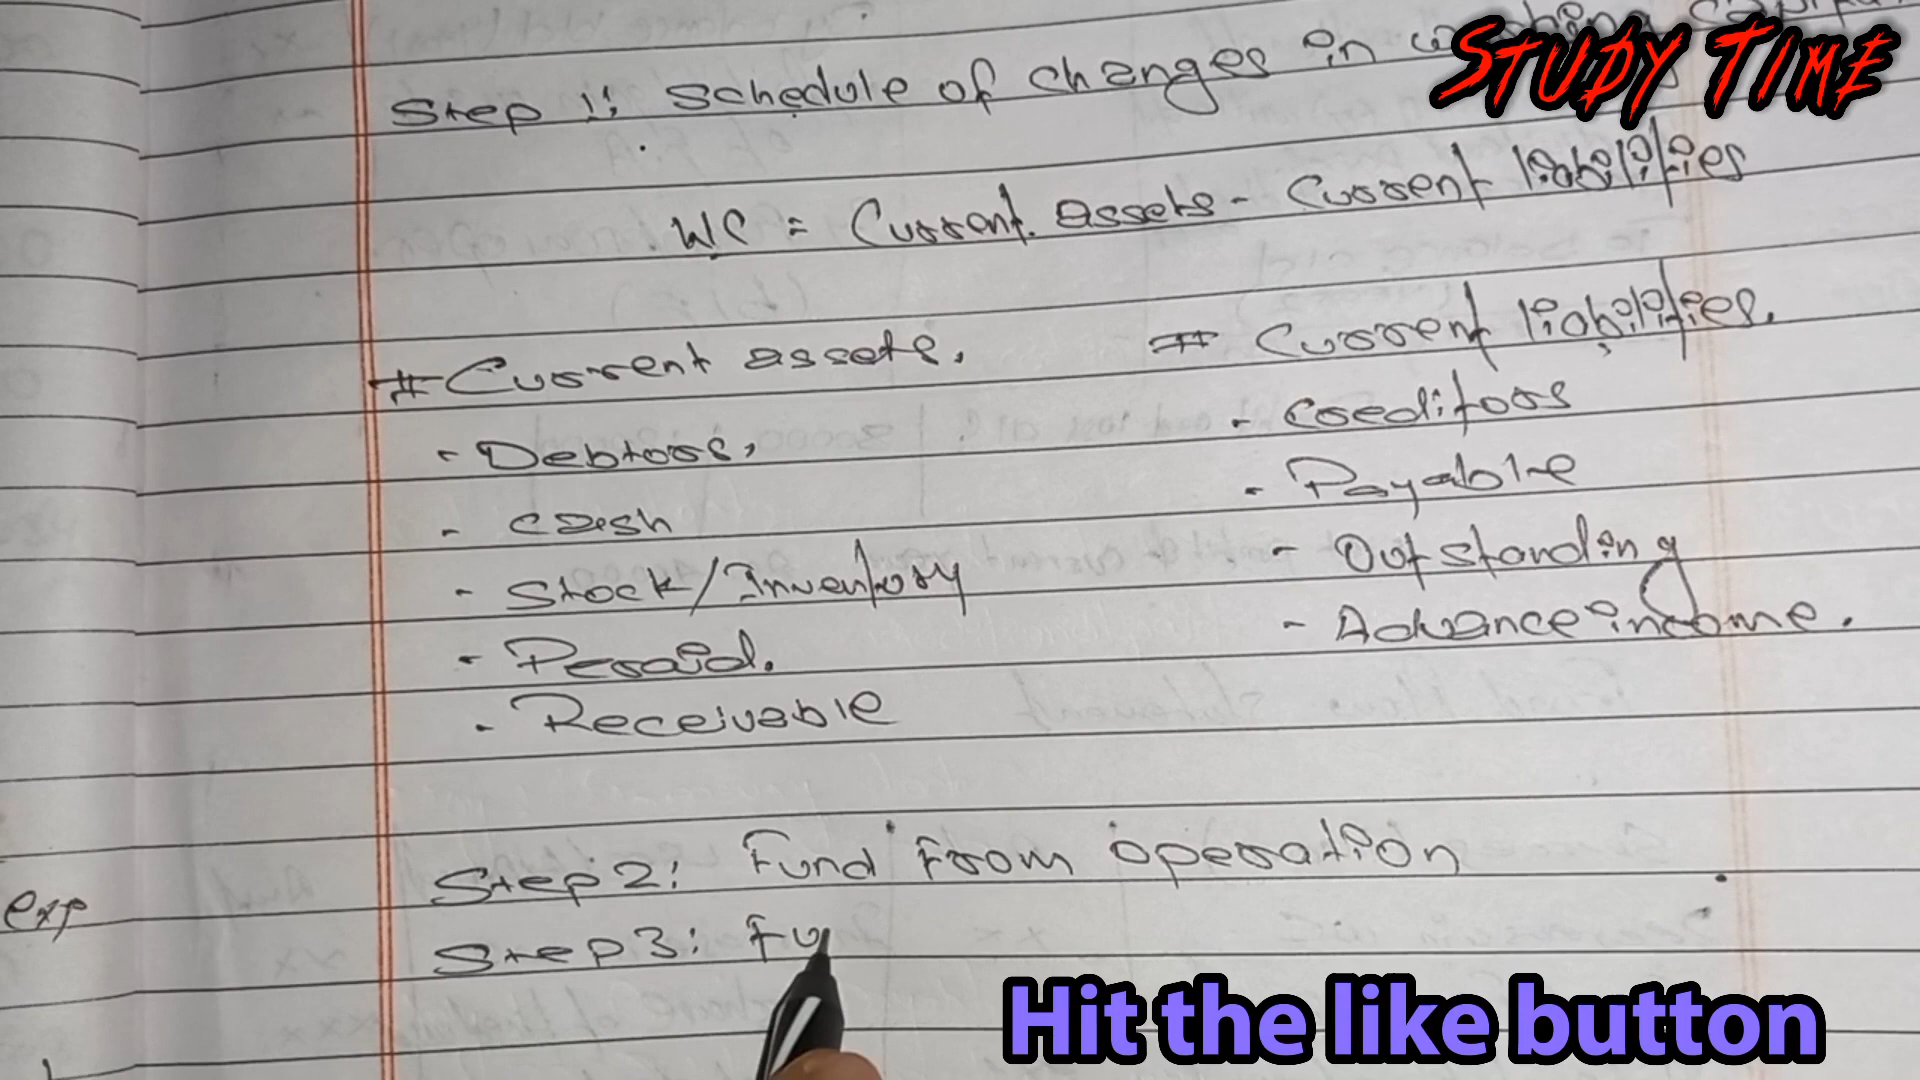 Step 1: Schedule of changes in working
STUDY TIME
WC = Current assets - Current liabilities
# Current assets.
- Debtors,
- cash
- Stock/Inventory
- Peraid.
- Receivable
# Current liabilities.
- Creditors
- Payable
- Outstanding
- Advance income.
Step 2: Fund from operation
exp
Step 3: Fu
Hit the like button